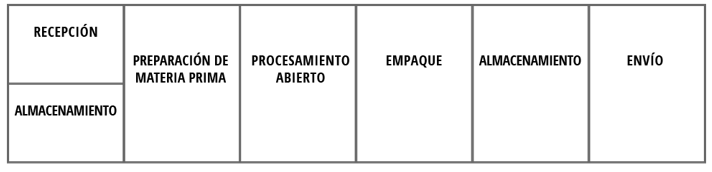 RECEPCIÓN
ALMACENAMIENTO
PREPARACIÓN DE
MATERIA PRIMA
PROCESAMIENTO
ABIERTO
EMPAQUE
ALMACENAMIENTO
ENVÍO